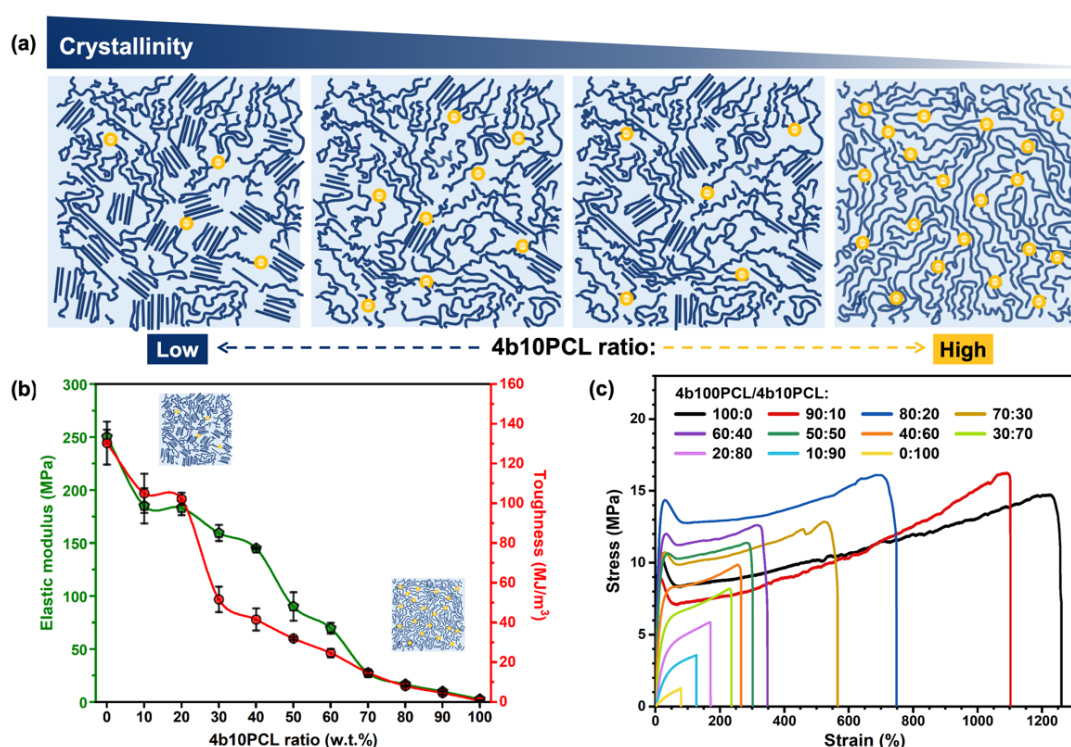 (a)
Crystallinity
Low
4b10PCL ratio:
High
(b)
300
250
200
150
100
50
0
Elastic modulus (MPa)
160
140
120
100
80
60
40
20
0
Toughness (MJ/m³)
0 10 20 30 40 50 60 70 80 90 100
4b10PCL ratio (w.t.%)
(c)
4b100PCL/4b10PCL:
100:0 90:10 80:20 70:30
60:40 50:50 40:60 30:70
20:80 10:90 0:100
20
15
10
5
0
Stress (MPa)
0 200 400 600 800 1000 1200
Strain (%)